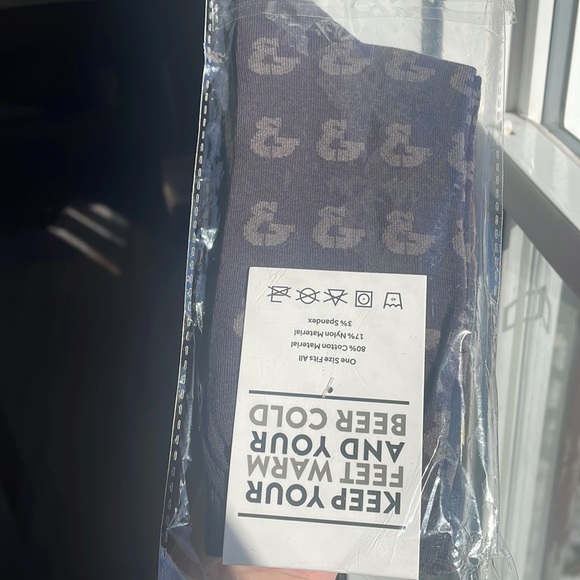 KEEP YOUR
FEET WARM
AND YOUR
BEER COLD
One Size Fits All
80% Cotton Material
17% Nylon Material
3% Spandex